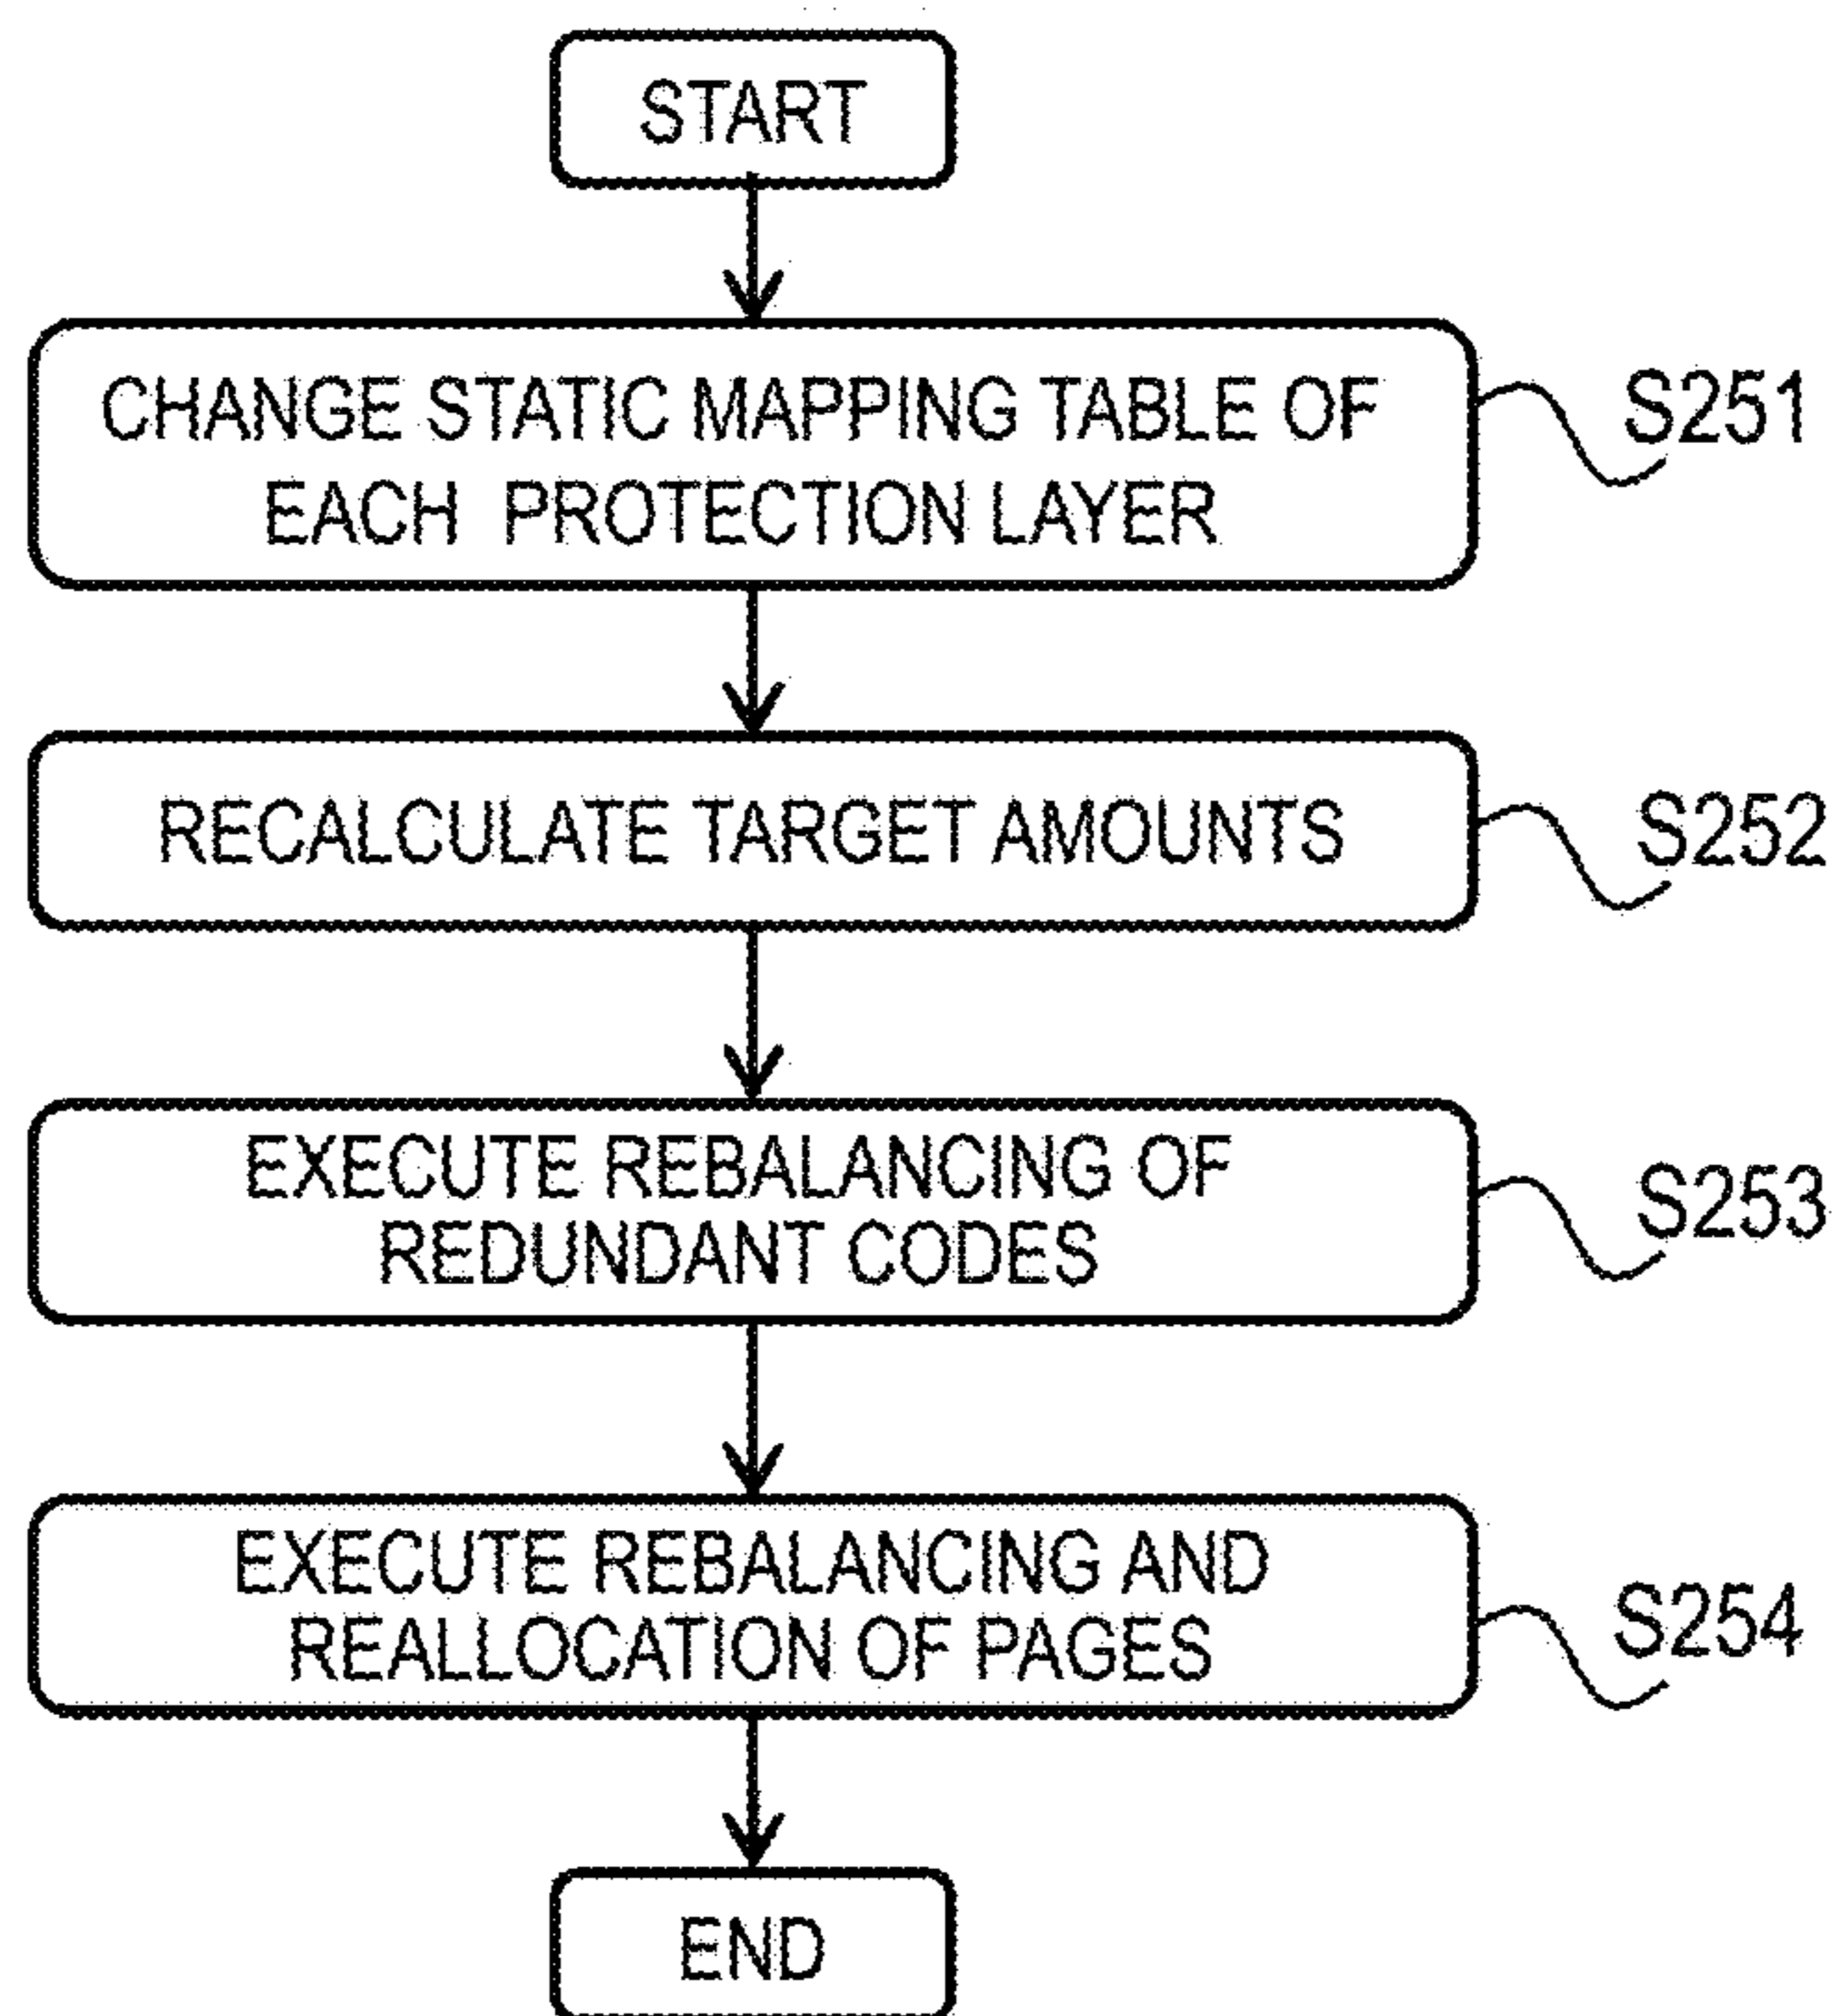 START
CHANGE STATIC MAPPING TABLE OF
EACH PROTECTION LAYER
S251
RECALCULATE TARGET AMOUNTS
S252
EXECUTE REBALANCING OF
REDUNDANT CODES
S253
EXECUTE REBALANCING AND
REALLOCATION OF PAGES
S254
END